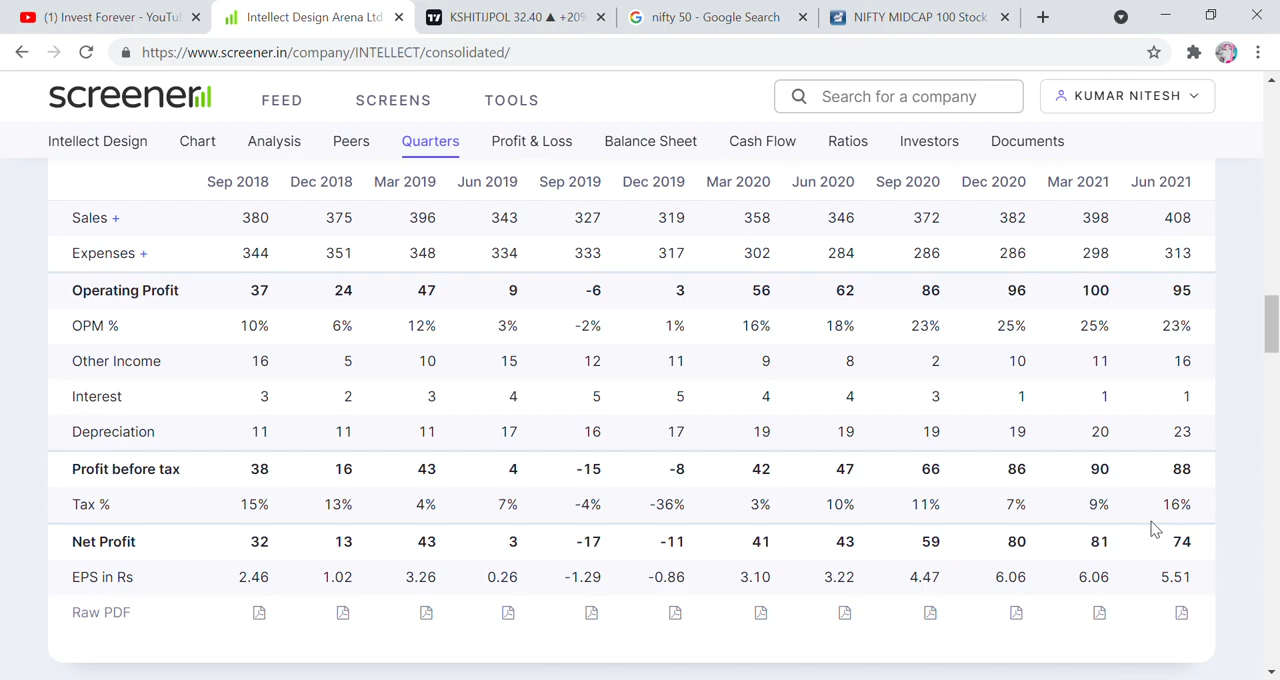 (1) Invest Forever - YouTu
Intellect Design Arena Ltd
KSHITIJPOL 32.40 ▲ +20%
nifty 50 - Google Search
NIFTY MIDCAP 100 Stock
https://www.screener.in/company/INTELLECT/consolidated/
screener
FEED SCREENS TOOLS
Search for a company
KUMAR NITESH
Intellect Design Chart Analysis Peers Quarters Profit & Loss Balance Sheet Cash Flow Ratios Investors Documents
Sep 2018 Dec 2018 Mar 2019 Jun 2019 Sep 2019 Dec 2019 Mar 2020 Jun 2020 Sep 2020 Dec 2020 Mar 2021 Jun 2021
Sales + 380 375 396 343 327 319 358 346 372 382 398 408
Expenses + 344 351 348 334 333 317 302 284 286 286 298 313
Operating Profit 37 24 47 9 -6 3 56 62 86 96 100 95
OPM % 10% 6% 12% 3% -2% 1% 16% 18% 23% 25% 25% 23%
Other Income 16 5 10 15 12 11 9 8 2 10 11 16
Interest 3 2 3 4 5 5 4 4 3 1 1 1
Depreciation 11 11 11 17 16 17 19 19 19 19 20 23
Profit before tax 38 16 43 4 -15 -8 42 47 66 86 90 88
Tax % 15% 13% 4% 7% -4% -36% 3% 10% 11% 7% 9% 16%
Net Profit 32 13 43 3 -17 -11 41 43 59 80 81 74
EPS in Rs 2.46 1.02 3.26 0.26 -1.29 -0.86 3.10 3.22 4.47 6.06 6.06 5.51
Raw PDF